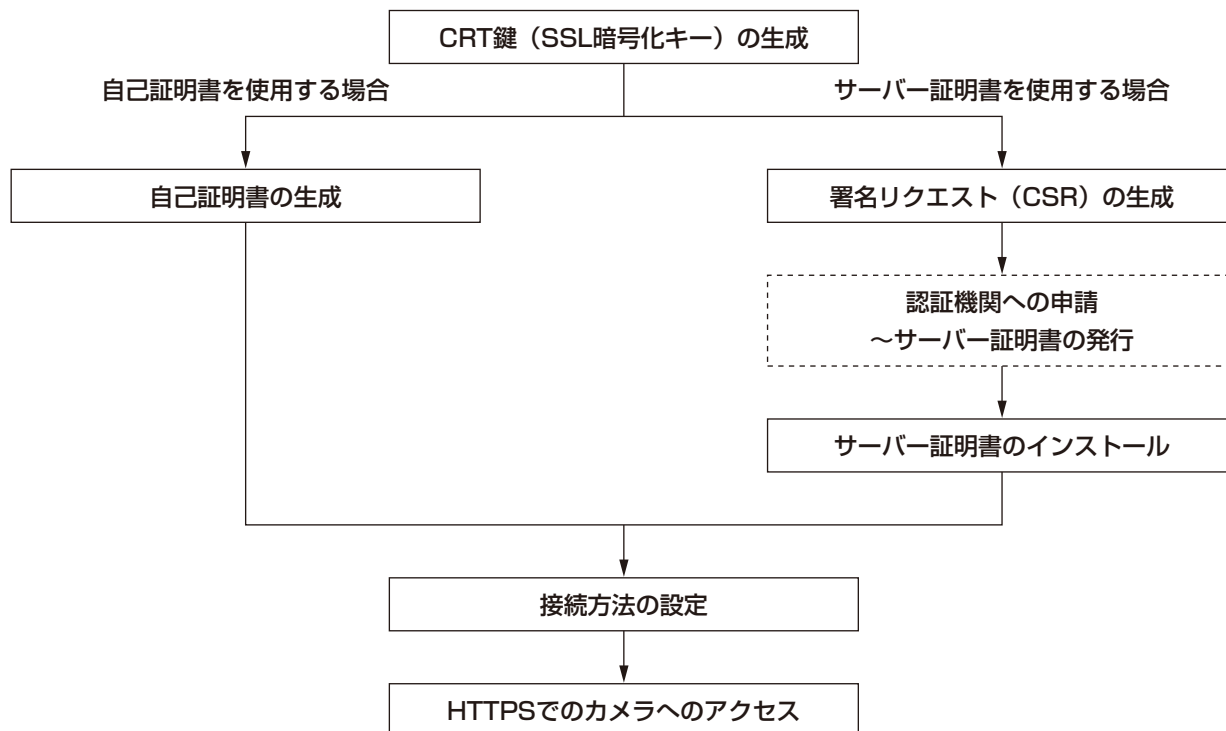 CRT鍵（SSL暗号化キー）の生成
自己証明書を使用する場合
サーバー証明書を使用する場合
自己証明書の生成
署名リクエスト（CSR）の生成
認証機関への申請
～サーバー証明書の発行
サーバー証明書のインストール
接続方法の設定
HTTPSでのカメラへのアクセス